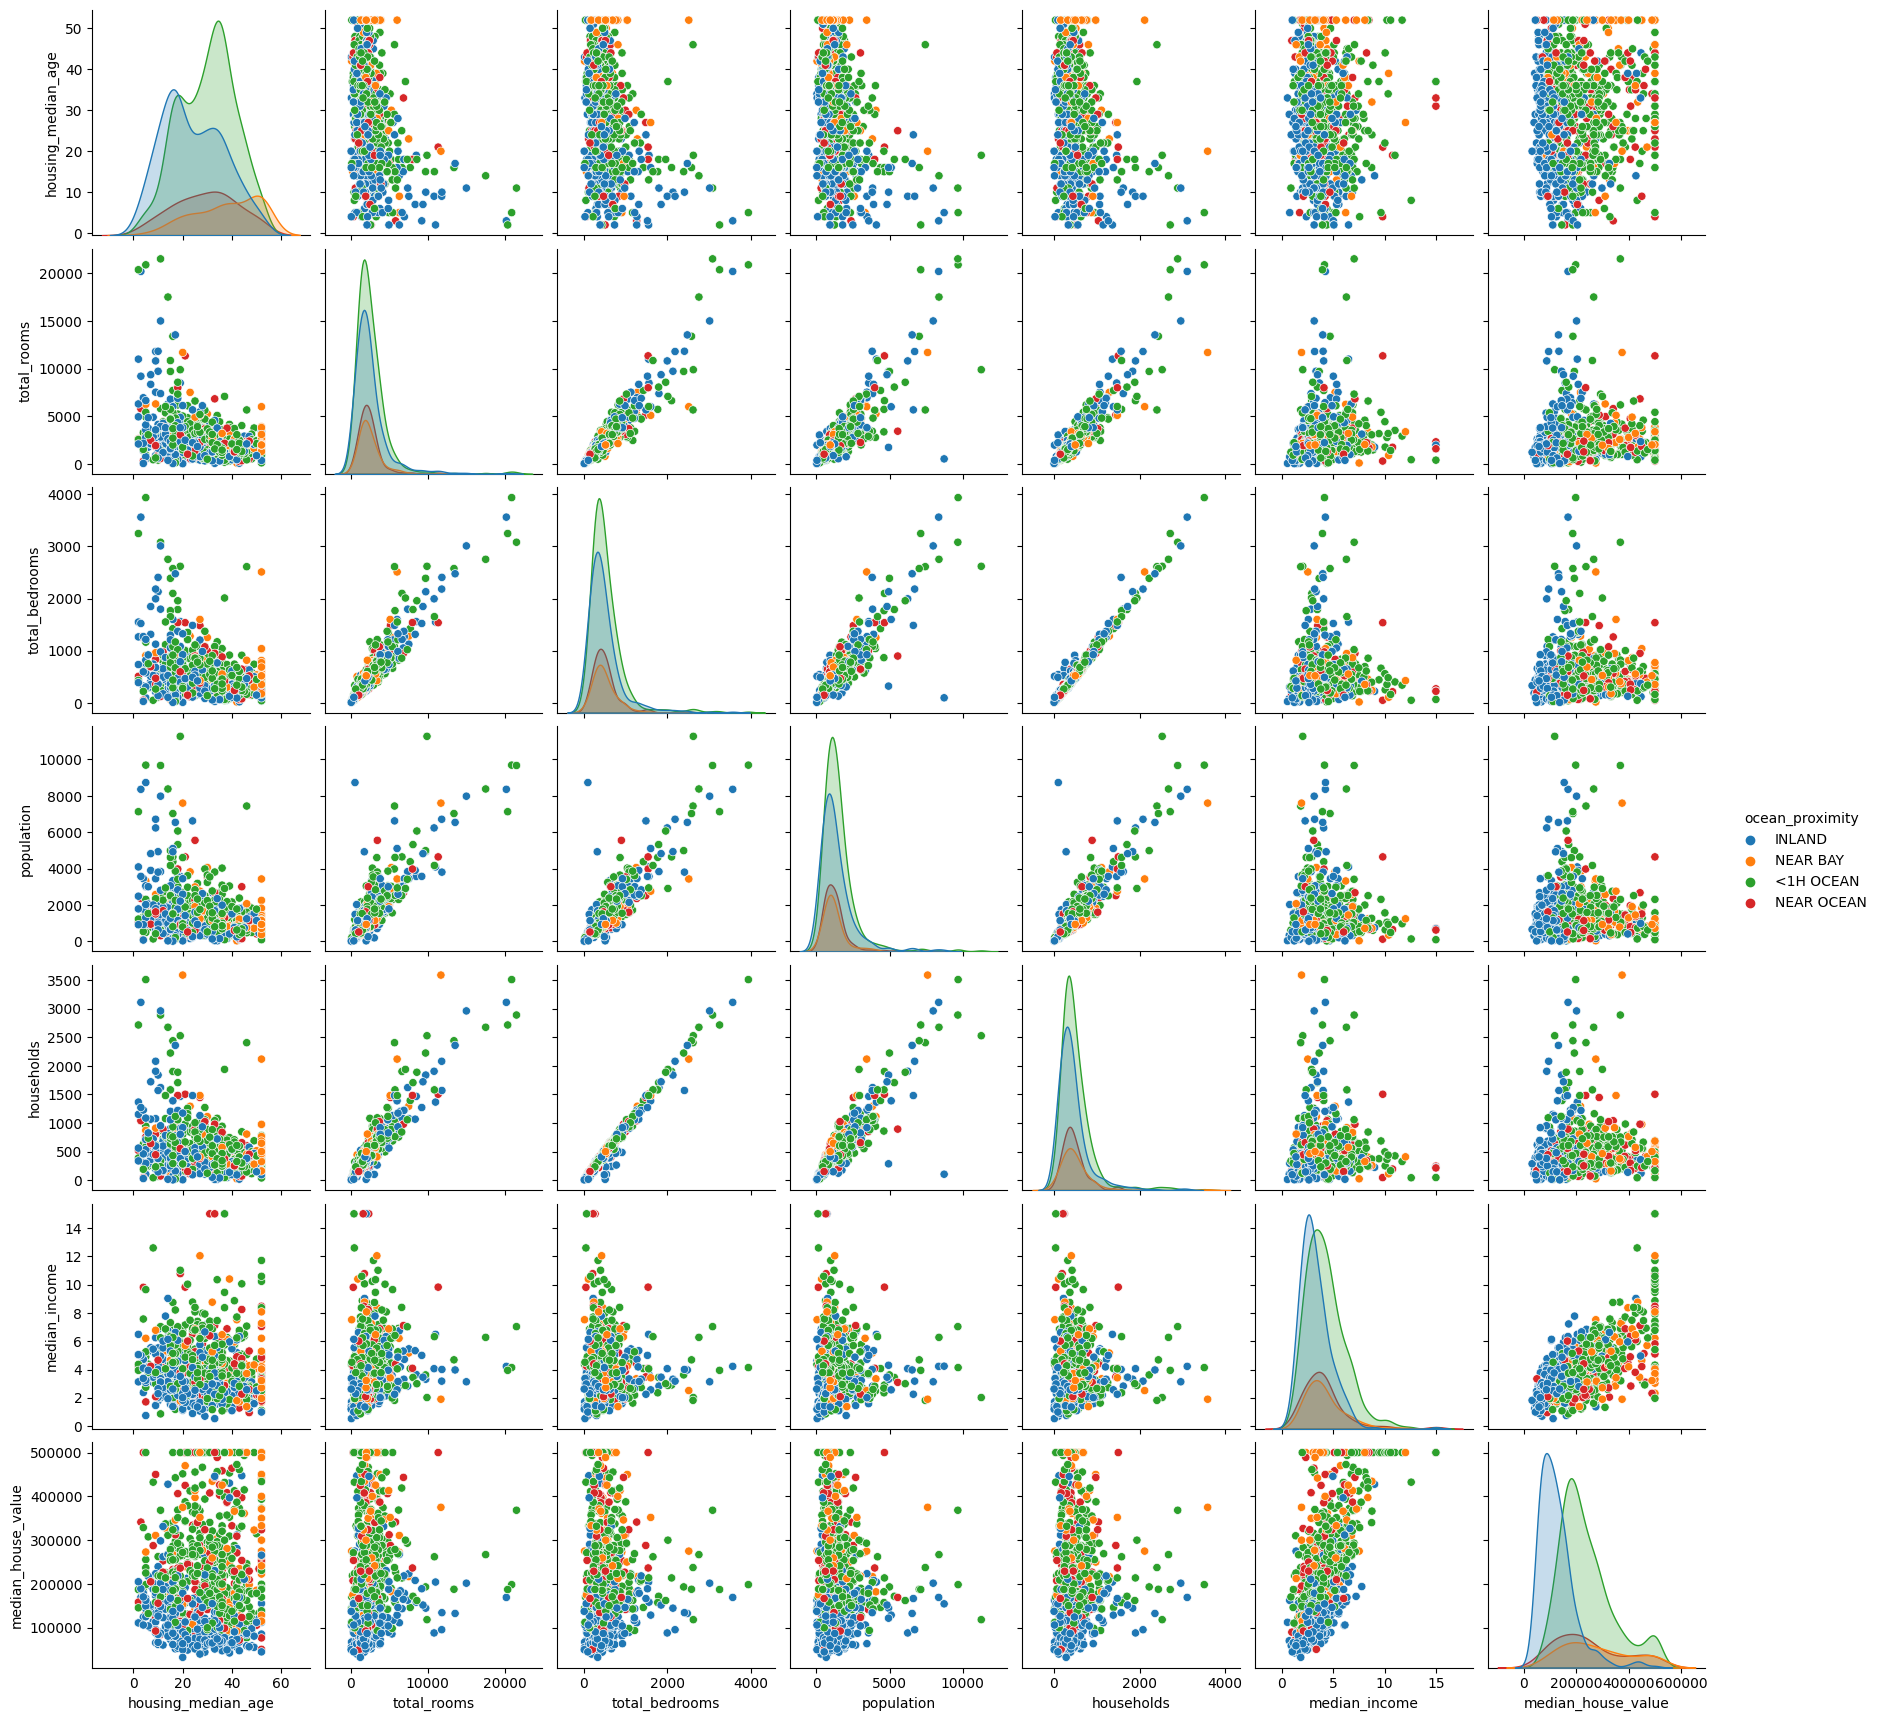 50
40
30
20
10
0
housing_median_age
20000
15000
10000
5000
0
total_rooms
4000
3000
2000
1000
0
total_bedrooms
10000
8000
6000
4000
2000
0
population
3500
3000
2500
2000
1500
1000
500
0
households
14
12
10
8
6
4
2
0
median_income
500000
400000
300000
200000
100000
median_house_value
0 20 40 60
housing_median_age
0 10000 20000
total_rooms
0 2000 4000
total_bedrooms
0 5000 10000
population
0 2000 4000
households
0 5 10 15
median_income
0 200000 400000 600000
median_house_value
ocean_proximity
INLAND
NEAR BAY
<1H OCEAN
NEAR OCEAN